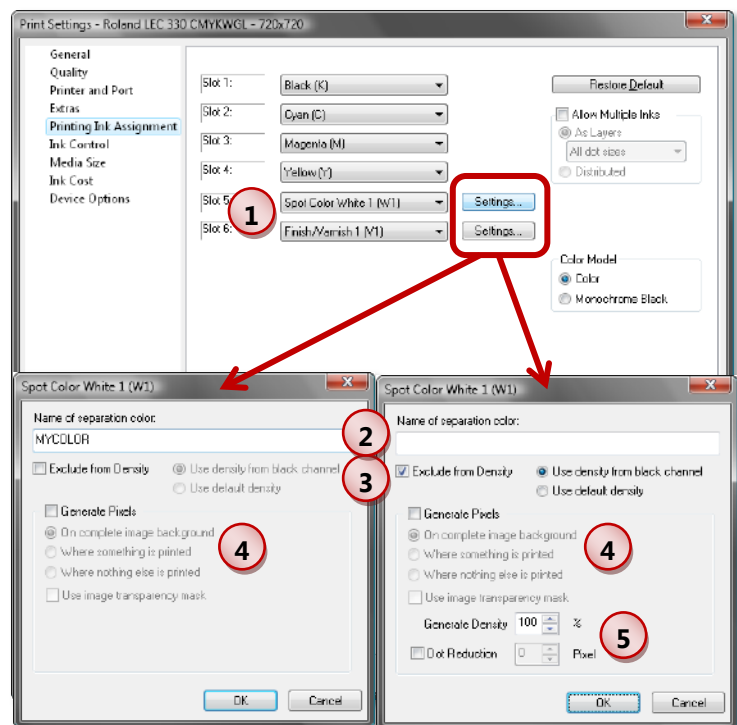 Print Settings - Roland LEC 330 CMYKWGL - 720x720
General
Quality
Printer and Port
Extras
Printing Ink Assignment
Ink Control
Media Size
Ink Cost
Device Options
Slot 1: Black (K)
Slot 2: Cyan (C)
Slot 3: Magenta (M)
Slot 4: Yellow (Y)
Slot 5: Spot Color White 1 (W1) Settings...
Slot 6: Finish/Varnish 1 (V1) Settings...
1
Restore Default
Allow Multiple Inks
As Layers
All dot sizes
Distributed
Color Model
Color
Monochrome Black
Spot Color White 1 (W1)
Name of separation color:
MYCOLOR
Exclude from Density Use density from black channel
Use default density
Generate Pixels
On complete image background
Where something is printed
Where nothing else is printed
Use image transparency mask
4
OK Cancel
2
3
Spot Color White 1 (W1)
Name of separation color:
Exclude from Density Use density from black channel
Use default density
Generate Pixels
On complete image background
Where something is printed
Where nothing else is printed
Use image transparency mask
4
Generate Density 100 %
Dot Reduction 0 Pixel
5
OK Cancel